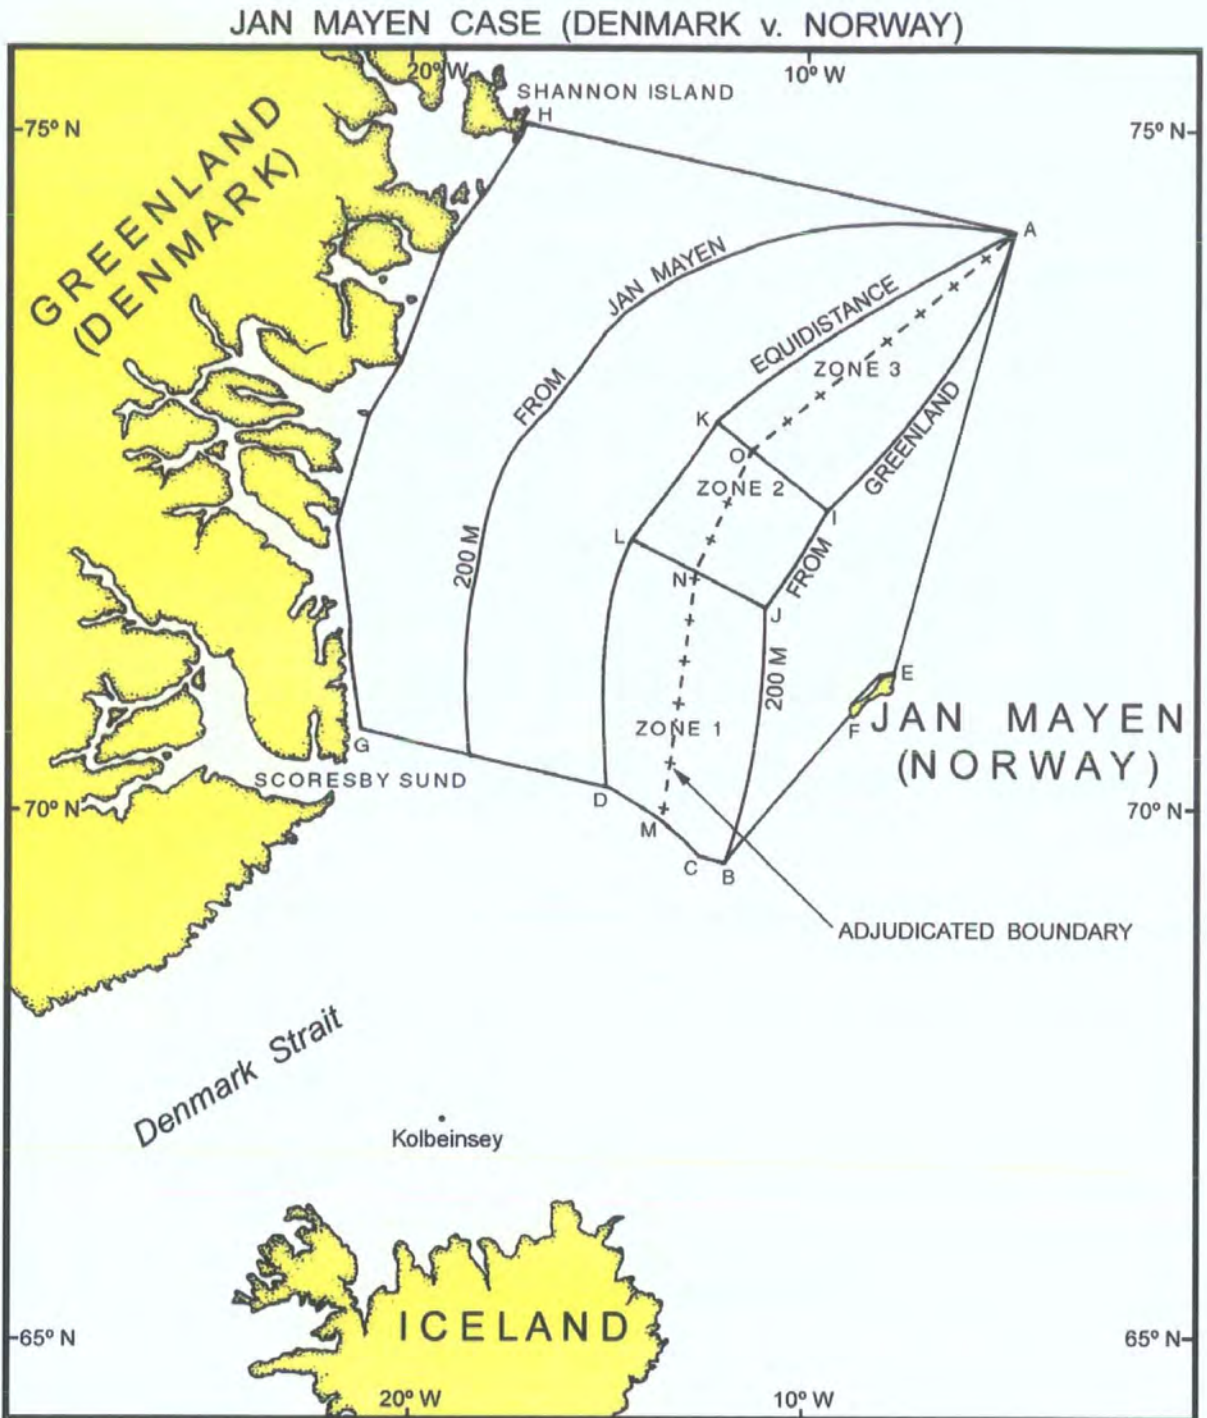 JAN MAYEN CASE (DENMARK v. NORWAY)
20° W
10° W
SHANNON ISLAND
H
75° N
75° N
GREENLAND
(DENMARK)
A
FROM JAN MAYEN
200 M
EQUIDISTANCE
ZONE 3
K
O
ZONE 2
I
GREENLAND
FROM
200 M
L
N
J
E
F
JAN MAYEN
(NORWAY)
ZONE 1
G
SCORESBY SUND
D
70° N
70° N
M
C
B
ADJUDICATED BOUNDARY
Denmark Strait
Kolbeinsey
ICELAND
65° N
65° N
20° W
10° W